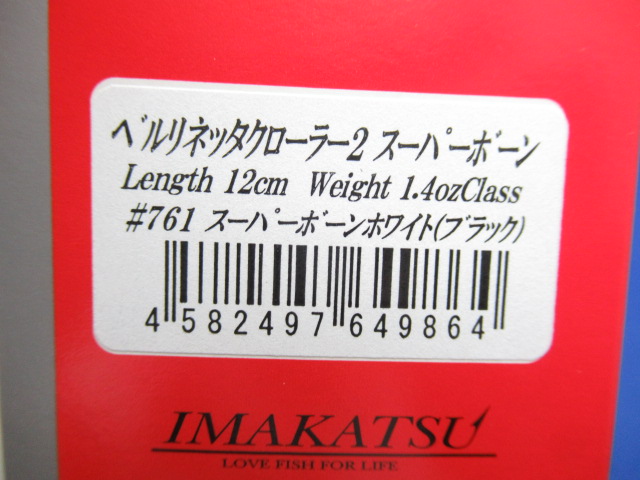 ベルリネッタクローラー2 スーパーボーン
Length 12cm Weight 1.4ozClass
#761 スーパーボーンホワイト(ブラック)
4 582497 649864
IMAKATSU
LOVE FISH FOR LIFE